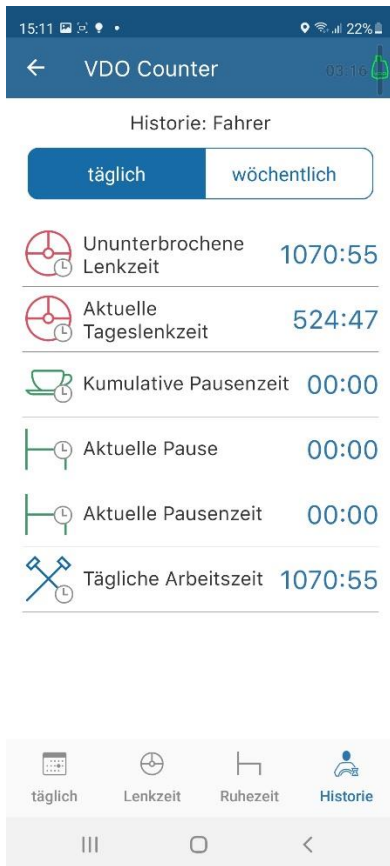 15:11 22%
VDO Counter 03:16
Historie: Fahrer
täglich wöchentlich
Ununterbrochene
Lenkzeit 1070:55
Aktuelle
Tageslenkzeit 524:47
Kumulative Pausenzeit 00:00
Aktuelle Pause 00:00
Aktuelle Pausenzeit 00:00
Tägliche Arbeitszeit 1070:55
täglich Lenkzeit Ruhezeit Historie